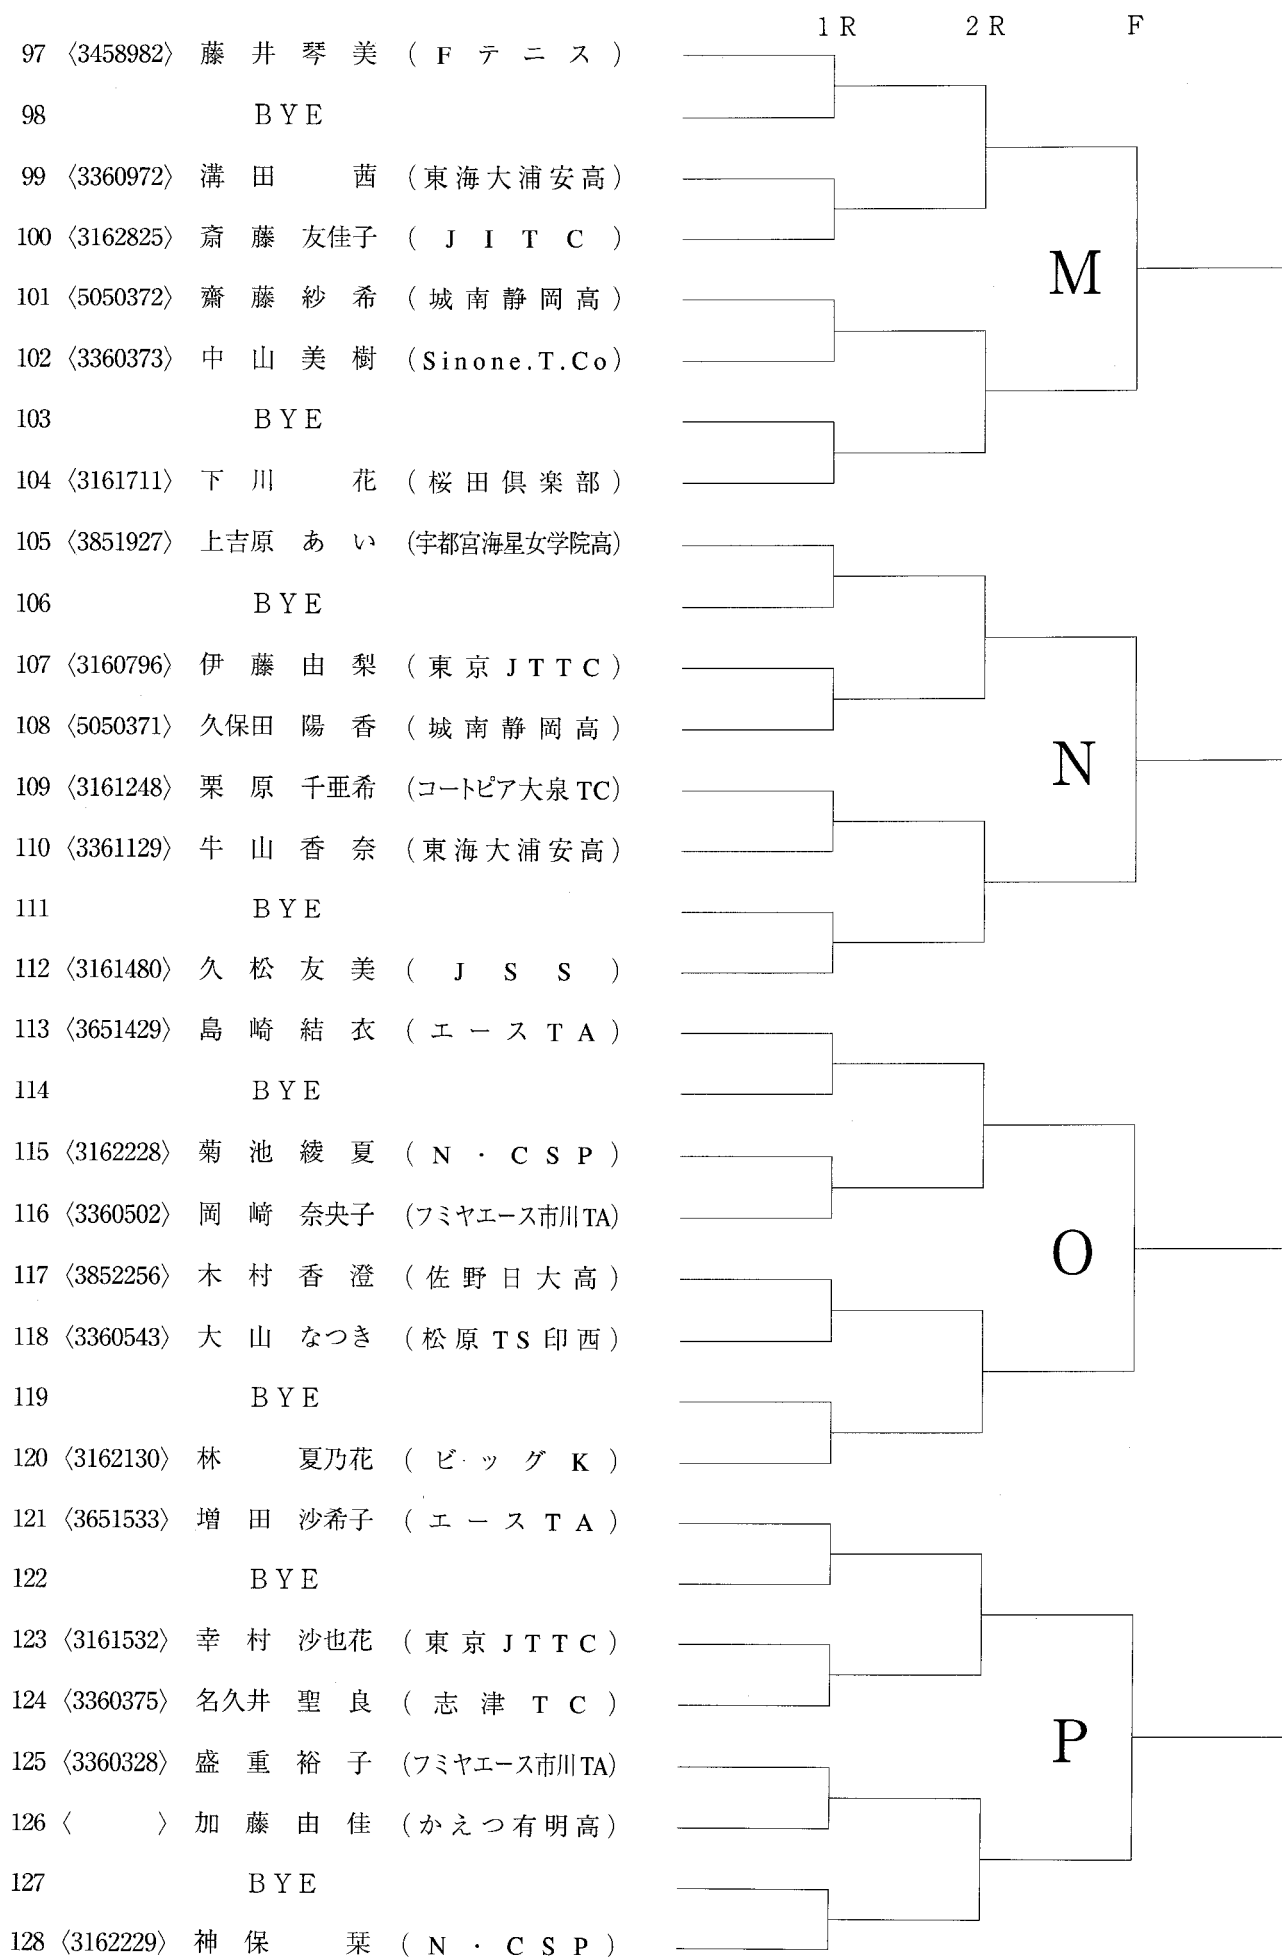 1R 2R F
97 〈3458982〉 藤井琴美 (Fテニス)
98 BYE
99 〈3360972〉 溝田 茜 (東海大浦安高)
100 〈3162825〉 斎藤 友佳子 (JITC)
101 〈5050372〉 齋藤紗希 (城南静岡高)
102 〈3360373〉 中山美樹 (Sinone.T.Co)
M
103 BYE
104 〈3161711〉 下川 花 (桜田倶楽部)
105 〈3851927〉 上吉原 あい (宇都宮海星女学院高)
106 BYE
107 〈3160796〉 伊藤由梨 (東京JTTC)
108 〈5050371〉 久保田 陽香 (城南静岡高)
N
109 〈3161248〉 栗原 千亜希 (コートピア大泉TC)
110 〈3361129〉 牛山香奈 (東海大浦安高)
111 BYE
112 〈3161480〉 久松友美 (JSS)
113 〈3651429〉 島崎結衣 (エースTA)
114 BYE
115 〈3162228〉 菊池綾夏 (N・CSP)
116 〈3360502〉 岡﨑 奈央子 (フミヤエース市川TA)
O
117 〈3852256〉 木村香澄 (佐野日大高)
118 〈3360543〉 大山 なつき (松原TS印西)
119 BYE
120 〈3162130〉 林 夏乃花 (ビッグK)
121 〈3651533〉 増田 沙希子 (エースTA)
122 BYE
123 〈3161532〉 幸村 沙也花 (東京JTTC)
124 〈3360375〉 名久井 聖良 (志津TC)
P
125 〈3360328〉 盛重裕子 (フミヤエース市川TA)
126 〈 〉 加藤由佳 (かえつ有明高)
127 BYE
128 〈3162229〉 神保 栞 (N・CSP)